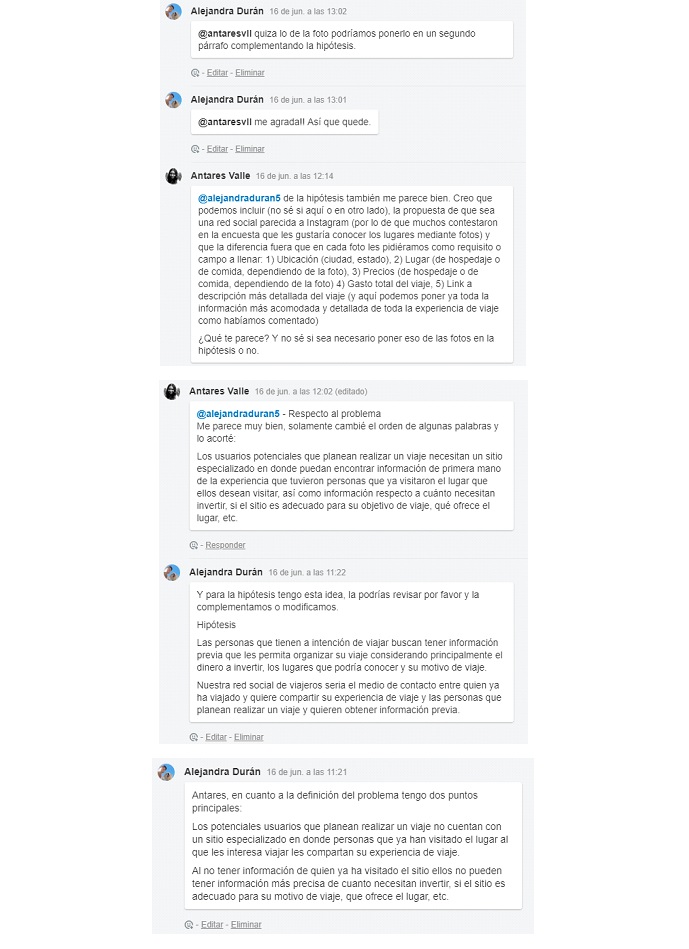 Alejandra Durán 16 de jun. a las 13:02
@antaresvll quiza lo de la foto podríamos ponerlo en un segundo
párrafo complementando la hipótesis.
- Editar - Eliminar
Alejandra Durán 16 de jun. a las 13:01
@antaresvll me agrada!! Así que quede.
- Editar - Eliminar
Antares Valle 16 de jun. a las 12:14
@alejandraduran5 de la hipótesis también me parece bien. Creo que
podemos incluir (no sé si aquí o en otro lado), la propuesta de que sea
una red social parecida a Instagram (por lo de que muchos contestaron
en la encuesta que les gustaría conocer los lugares mediante fotos) y
que la diferencia fuera que en cada foto les pidiéramos como requisito o
campo a llenar: 1) Ubicación (ciudad, estado), 2) Lugar (de hospedaje o
de comida, dependiendo de la foto), 3) Precios (de hospedaje o de
comida, dependiendo de la foto) 4) Gasto total del viaje, 5) Link a
descripción más detallada del viaje (y aquí podemos poner ya toda la
información más acomodada y detallada de toda la experiencia de viaje
como habíamos comentado)
¿Qué te parece? Y no sé si sea necesario poner eso de las fotos en la
hipótesis o no.
Antares Valle 16 de jun. a las 12:02 (editado)
@alejandraduran5 - Respecto al problema
Me parece muy bien, solamente cambié el orden de algunas palabras y
lo acorté:
Los usuarios potenciales que planean realizar un viaje necesitan un sitio
especializado en donde puedan encontrar información de primera mano
de la experiencia que tuvieron personas que ya visitaron el lugar que
ellos desean visitar, así como información respecto a cuánto necesitan
invertir, si el sitio es adecuado para su objetivo de viaje, qué ofrece el
lugar, etc.
- Responder
Alejandra Durán 16 de jun. a las 11:22
Y para la hipótesis tengo esta idea, la podrías revisar por favor y la
complementamos o modificamos.
Hipótesis
Las personas que tienen a intención de viajar buscan tener información
previa que les permita organizar su viaje considerando principalmente el
dinero a invertir, los lugares que podría conocer y su motivo de viaje.
Nuestra red social de viajeros seria el medio de contacto entre quien ya
ha viajado y quiere compartir su experiencia de viaje y las personas que
planean realizar un viaje y quieren obtener información previa.
- Editar - Eliminar
Alejandra Durán 16 de jun. a las 11:21
Antares, en cuanto a la definición del problema tengo dos puntos
principales:
Los potenciales usuarios que planean realizar un viaje no cuentan con
un sitio especializado en donde personas que ya han visitado el lugar al
que les interesa viajar les compartan su experiencia de viaje.
Al no tener información de quien ya ha visitado el sitio ellos no pueden
tener información más precisa de cuanto necesitan invertir, si el sitio es
adecuado para su motivo de viaje, que ofrece el lugar, etc.
- Editar - Eliminar